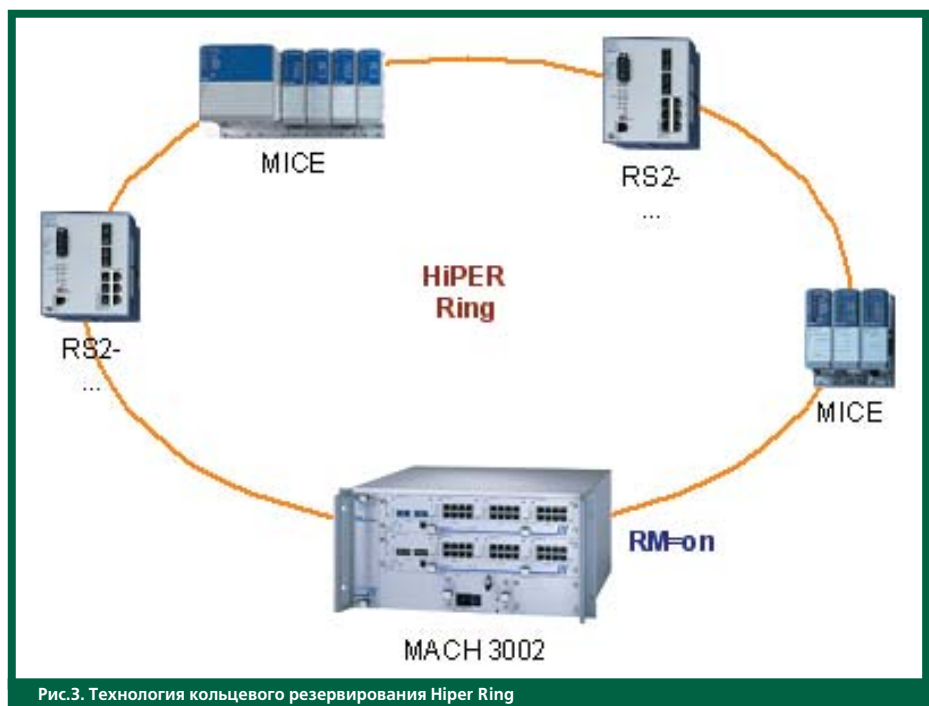 MICE
RS2-
...
HiPER
Ring
RS2-
...
MICE
RM=on
MACH 3002
Рис.3. Технология кольцевого резервирования Hiper Ring